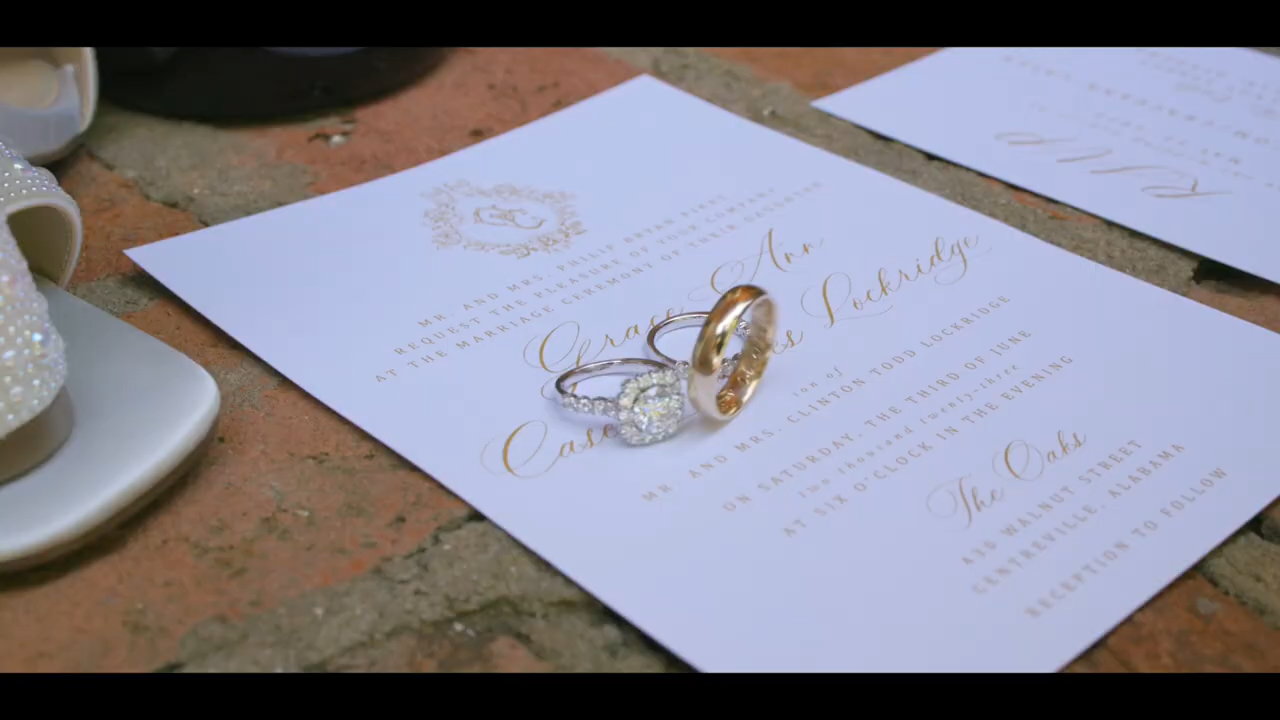 GC
MR. AND MRS. PHILIP BRYAN
REQUEST THE PLEASURE OF YOUR COMPANY
AT THE MARRIAGE CEREMONY OF THEIR DAUGHTER
Grace Ann
Lockridge
son of
MR. AND MRS. CLINTON TODD LOCKRIDGE
ON SATURDAY, THE THIRD OF JUNE
two thousand twenty-three
AT SIX O'CLOCK IN THE EVENING
The Oaks
WALNUT STREET
CENTREVILLE, ALABAMA
RECEPTION TO FOLLOW